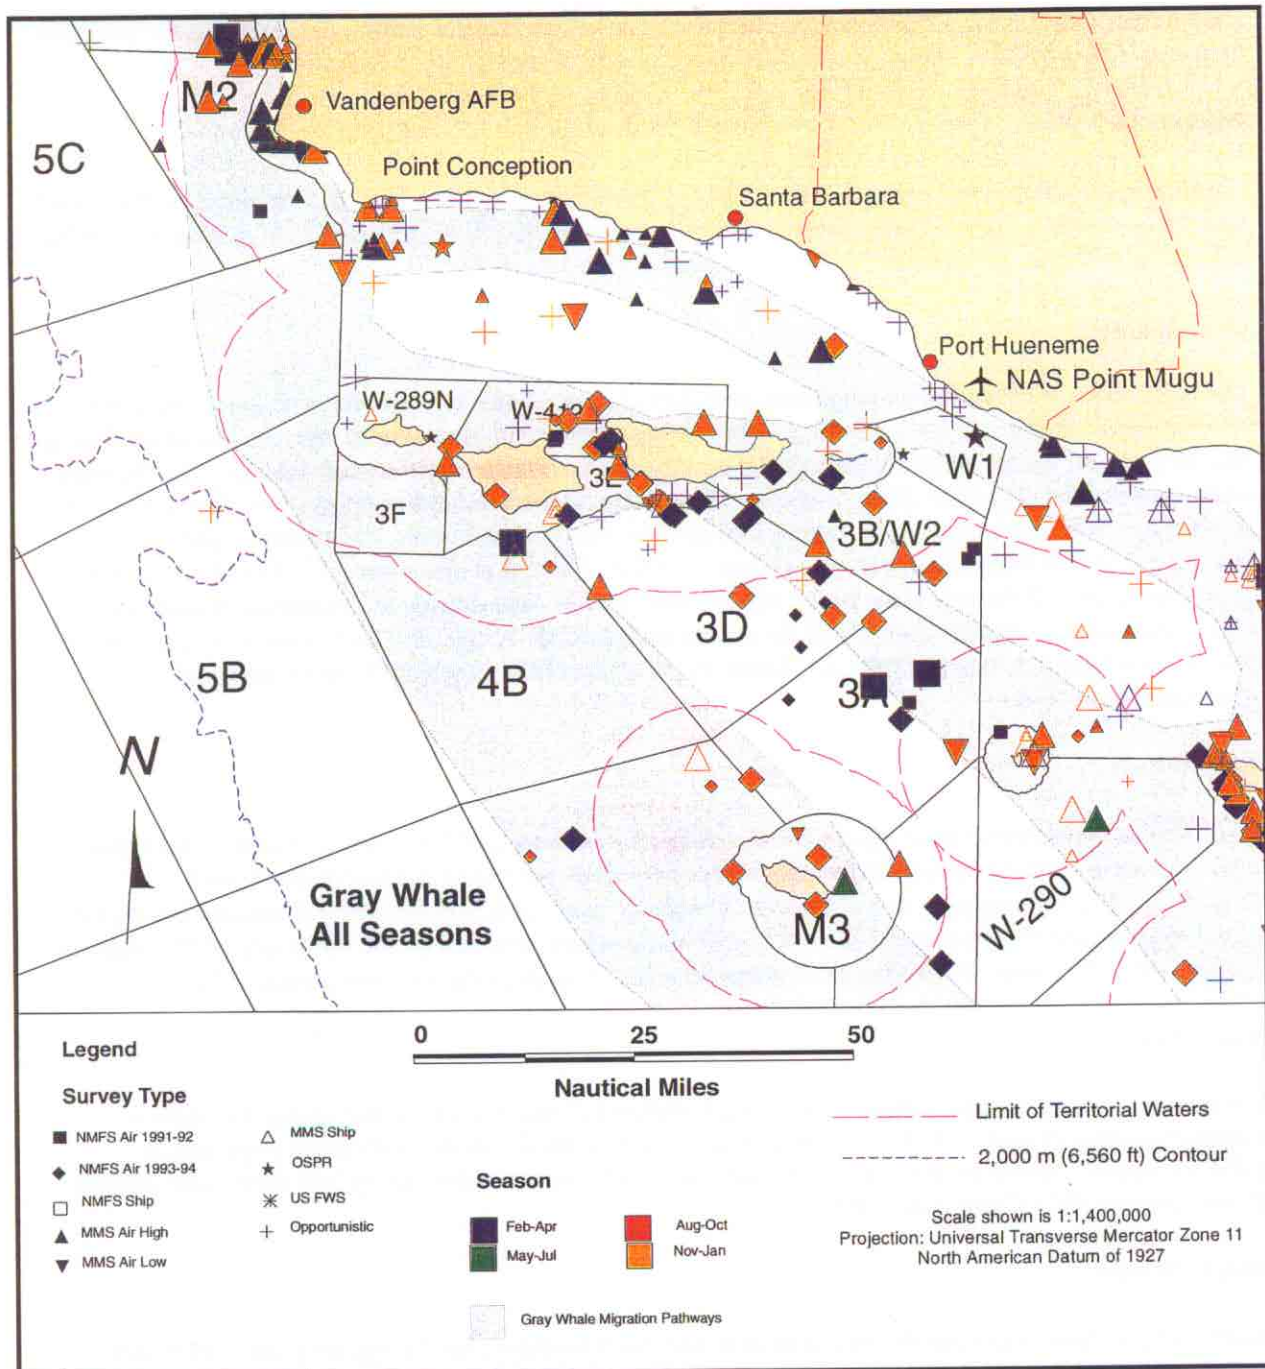 M2
Vandenberg AFB
5C
Point Conception
Santa Barbara
Port Hueneme
NAS Point Mugu
W-289N
W-412
W1
3E
3F
3B/W2
3D
5B
4B
3A
N
Gray Whale
All Seasons
M3
W-290
0 25 50
Nautical Miles
Legend
Survey Type
NMFS Air 1991-92
NMFS Air 1993-94
NMFS Ship
MMS Air High
MMS Air Low
MMS Ship
OSPR
US FWS
Opportunistic
Season
Feb-Apr
May-Jul
Aug-Oct
Nov-Jan
Gray Whale Migration Pathways
Limit of Territorial Waters
2,000 m (6,560 ft) Contour
Scale shown is 1:1,400,000
Projection: Universal Transverse Mercator Zone 11
North American Datum of 1927